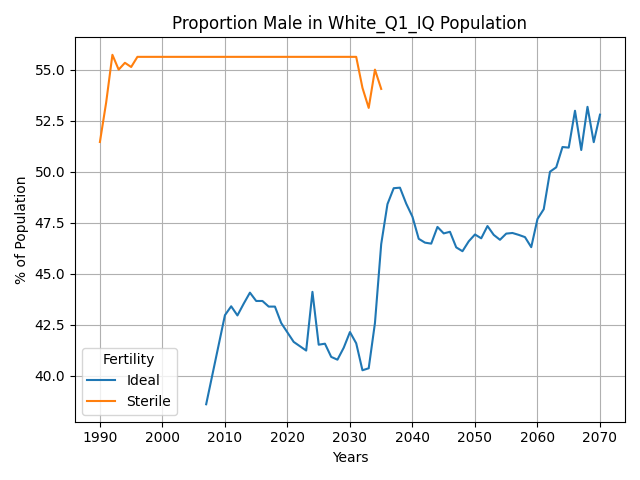 Proportion Male in White_Q1_IQ Population
% of Population
55.0
52.5
50.0
47.5
45.0
42.5
40.0
Fertility
Ideal
Sterile
1990 2000 2010 2020 2030 2040 2050 2060 2070
Years